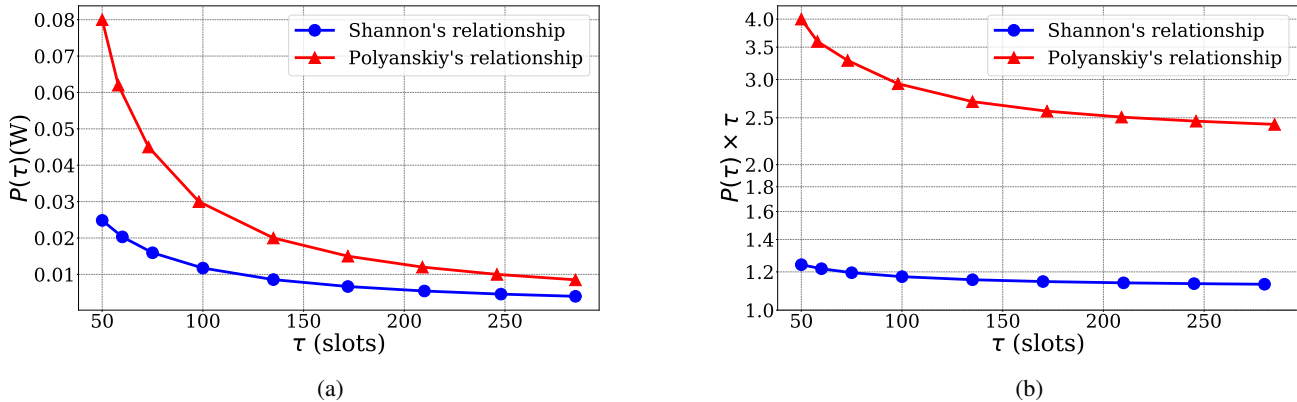 0.08
0.06
0.05
0.04
0.03
0.02
0.01
50
100
150
200
250
P(τ)(W)
τ (slots)
Shannon's relationship
Polyanskiy's relationship
(a)
4.0
3.5
3.0
2.5
2.0
1.8
1.6
1.4
1.2
1.0
50
100
150
200
250
P(τ) × τ
τ (slots)
Shannon's relationship
Polyanskiy's relationship
(b)